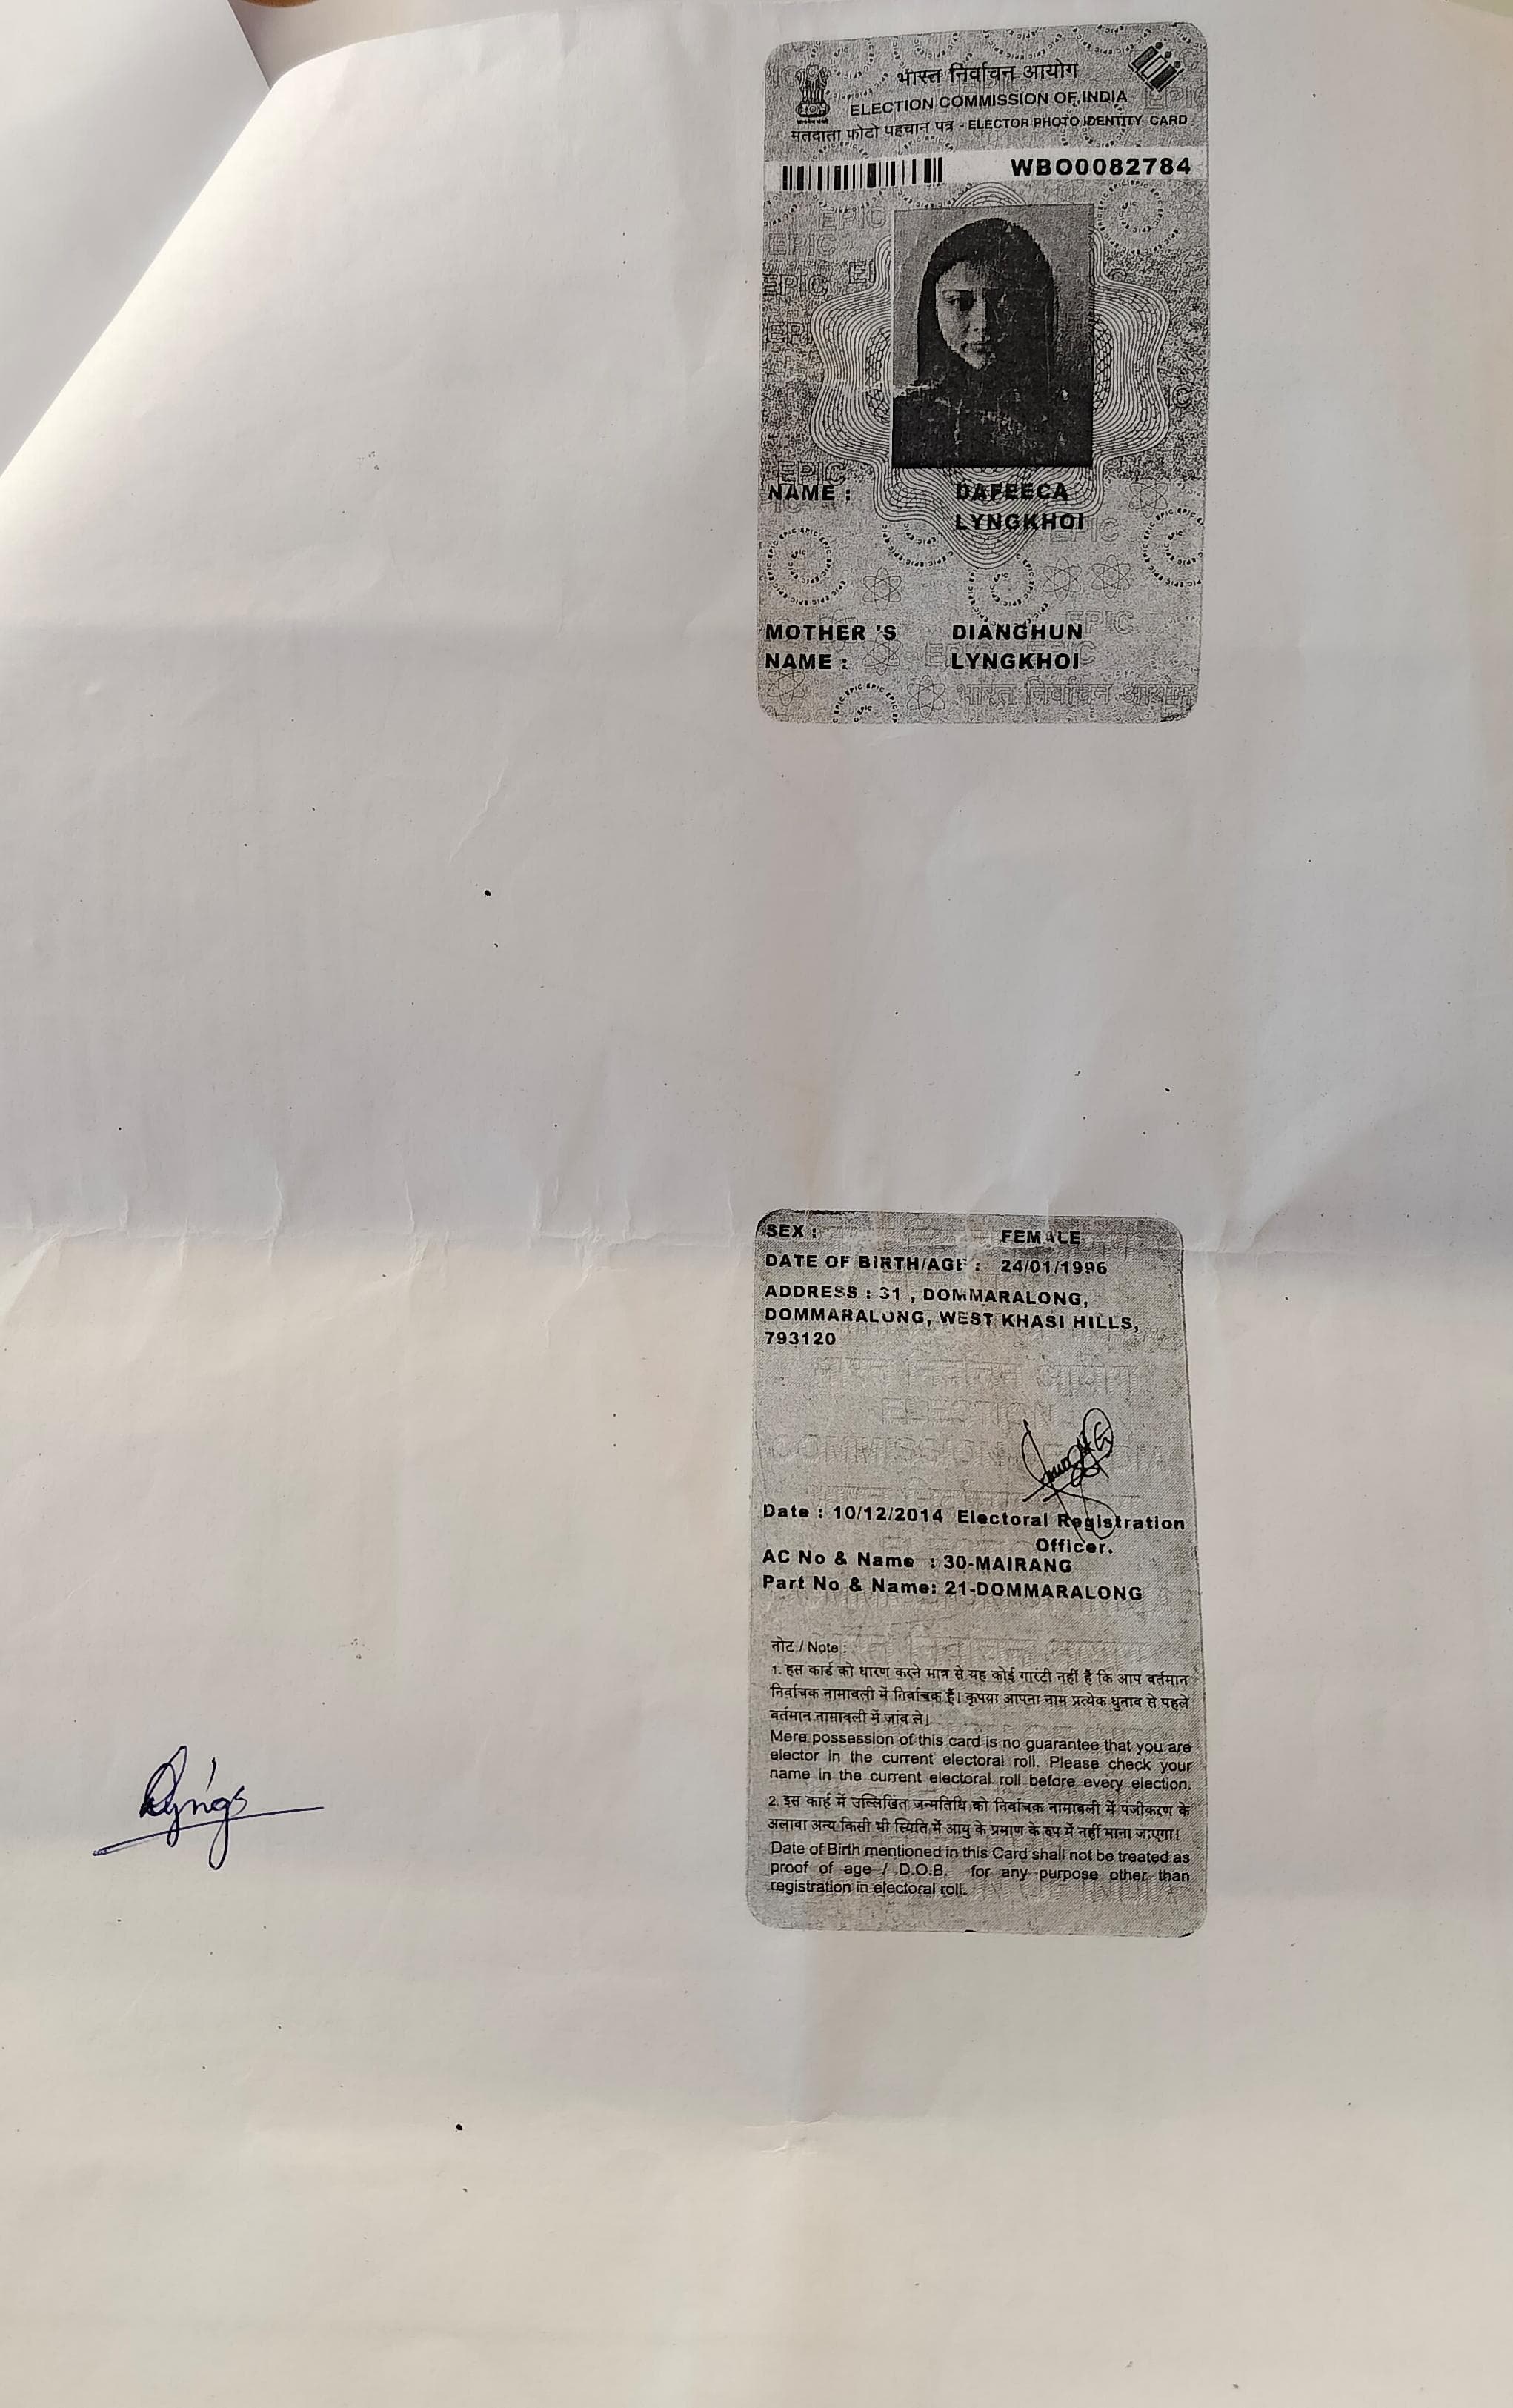 भारत निर्वाचन आयोग
ELECTION COMMISSION OF INDIA
मतदाता फोटो पहचान पत्र - ELECTOR PHOTO IDENTITY CARD
WBO0082784
NAME : DAFEECA
LYNGKHOI
MOTHER 'S DIANGHUN
NAME : LYNGKHOI
भारत निर्वाचन आयोग
SEX : FEMALE
DATE OF BIRTH/AGE : 24/01/1996
ADDRESS : 31 , DOMMARALONG,
DOMMARALONG, WEST KHASI HILLS,
793120
Date : 10/12/2014 Electoral Registration
Officer.
AC No & Name : 30-MAIRANG
Part No & Name: 21-DOMMARALONG
नोट / Note :
1. इस कार्ड को धारण करने मात्र से यह कोई गारंटी नहीं है कि आप वर्तमान
निर्वाचक नामावली में निर्वाचक हैं। कृपया आपना नाम प्रत्येक चुनाव से पहले
वर्तमान नामावली में जांच ले।
Mere possession of this card is no guarantee that you are
elector in the current electoral roll. Please check your
name in the current electoral roll before every election.
2. इस कार्ड में उल्लिखित जन्मतिथि को निर्वाचक नामावली में पंजीकरण के
अलावा अन्य किसी भी स्थिति में आयु के प्रमाण के रुप में नहीं माना जाएगा।
Date of Birth mentioned in this Card shall not be treated as
proof of age / D.O.B. for any purpose other than
registration in electoral roll.